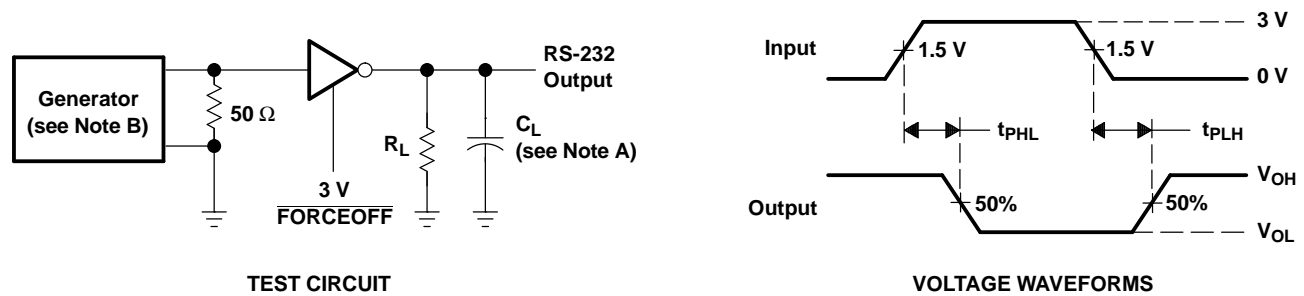 Generator
(see Note B)
50 Ω
3 V
FORCEOFF
R_L
C_L
(see Note A)
RS-232
Output
TEST CIRCUIT
Input
1.5 V
1.5 V
3 V
0 V
t_PHL
t_PLH
Output
50%
50%
V_OH
V_OL
VOLTAGE WAVEFORMS